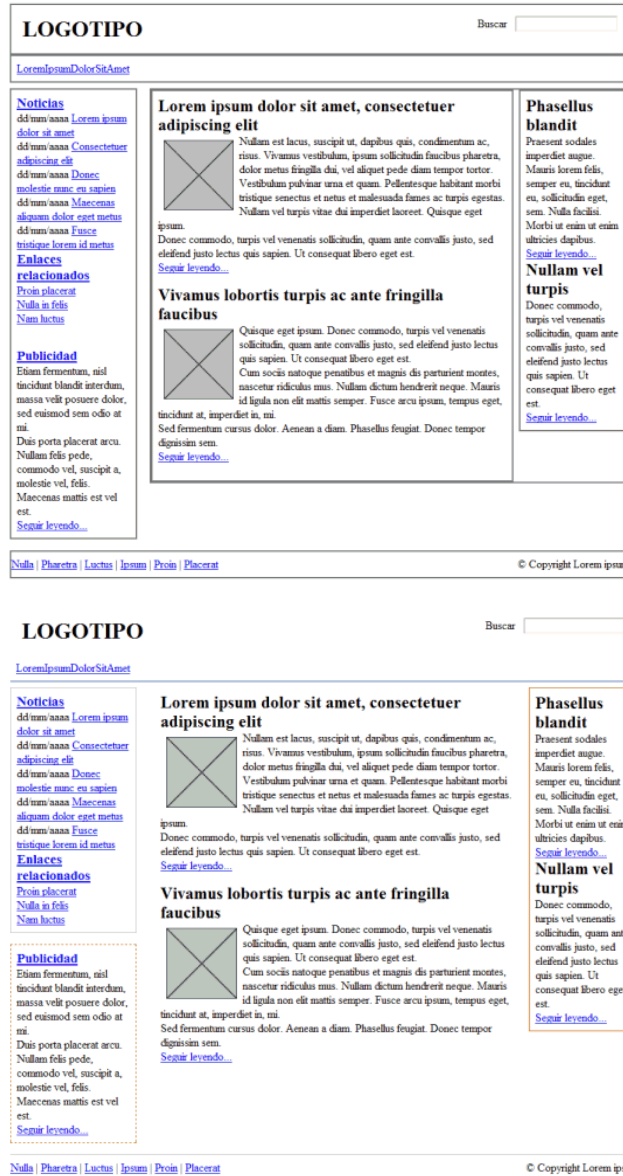 LOGOTIPO
Buscar
LoremIpsumDolorSitAmet
Noticias
dd/mm/aaaa Lorem ipsum
dolor sit amet
dd/mm/aaaa Consectetuer
adipiscing elit
dd/mm/aaaa Donec
molestie nunc eu sapien
dd/mm/aaaa Maecenas
aliquam dolor eget metus
dd/mm/aaaa Fusce
tristique lorem id metus
Enlaces
relacionados
Proin placerat
Nulla in felis
Nam luctus
Publicidad
Etiam fermentum, nisl
tincidunt blandit interdum,
massa velit posuere dolor,
sed euismod sem odio at
mi.
Duis porta placerat arcu.
Nullam felis pede,
commodo vel, suscipit a,
molestie vel, felis.
Maecenas mattis est vel
est.
Seguir leyendo...
Lorem ipsum dolor sit amet, consectetuer
adipiscing elit
Nullam est lacus, suscipit ut, dapibus quis, condimentum ac,
risus. Vivamus vestibulum, ipsum sollicitudin faucibus pharetra,
dolor metus fringilla dui, vel aliquet pede diam tempor tortor.
Vestibulum pulvinar urna et quam. Pellentesque habitant morbi
tristique senectus et netus et malesuada fames ac turpis egestas.
Nullam vel turpis vitae dui imperdiet laoreet. Quisque eget
ipsum.
Donec commodo, turpis vel venenatis sollicitudin, quam ante convallis justo, sed
eleifend justo lectus quis sapien. Ut consequat libero eget est.
Seguir leyendo...
Vivamus lobortis turpis ac ante fringilla
faucibus
Quisque eget ipsum. Donec commodo, turpis vel venenatis
sollicitudin, quam ante convallis justo, sed eleifend justo lectus
quis sapien. Ut consequat libero eget est.
Cum sociis natoque penatibus et magnis dis parturient montes,
nascetur ridiculus mus. Nullam dictum hendrerit neque. Mauris
id ligula non elit mattis semper. Fusce arcu ipsum, tempus eget,
tincidunt at, imperdiet in, mi.
Sed fermentum cursus dolor. Aenean a diam. Phasellus feugiat. Donec tempor
dignissim sem.
Seguir leyendo...
Phasellus
blandit
Praesent sodales
imperdiet augue.
Mauris lorem felis,
semper eu, tincidunt
eu, sollicitudin eget,
sem. Nulla facilisi.
Morbi ut enim ut enim
ultricies dapibus.
Seguir leyendo...
Nullam vel
turpis
Donec commodo,
turpis vel venenatis
sollicitudin, quam ante
convallis justo, sed
eleifend justo lectus
quis sapien. Ut
consequat libero eget
est.
Seguir leyendo...
Nulla | Pharetra | Luctus | Ipsum | Proin | Placerat
© Copyright Lorem ipsum
LOGOTIPO
Buscar
LoremIpsumDolorSitAmet
Noticias
dd/mm/aaaa Lorem ipsum
dolor sit amet
dd/mm/aaaa Consectetuer
adipiscing elit
dd/mm/aaaa Donec
molestie nunc eu sapien
dd/mm/aaaa Maecenas
aliquam dolor eget metus
dd/mm/aaaa Fusce
tristique lorem id metus
Enlaces
relacionados
Proin placerat
Nulla in felis
Nam luctus
Publicidad
Etiam fermentum, nisl
tincidunt blandit interdum,
massa velit posuere dolor,
sed euismod sem odio at
mi.
Duis porta placerat arcu.
Nullam felis pede,
commodo vel, suscipit a,
molestie vel, felis.
Maecenas mattis est vel
est.
Seguir leyendo...
Lorem ipsum dolor sit amet, consectetuer
adipiscing elit
Nullam est lacus, suscipit ut, dapibus quis, condimentum ac,
risus. Vivamus vestibulum, ipsum sollicitudin faucibus pharetra,
dolor metus fringilla dui, vel aliquet pede diam tempor tortor.
Vestibulum pulvinar urna et quam. Pellentesque habitant morbi
tristique senectus et netus et malesuada fames ac turpis egestas.
Nullam vel turpis vitae dui imperdiet laoreet. Quisque eget
ipsum.
Donec commodo, turpis vel venenatis sollicitudin, quam ante convallis justo, sed
eleifend justo lectus quis sapien. Ut consequat libero eget est.
Seguir leyendo...
Vivamus lobortis turpis ac ante fringilla
faucibus
Quisque eget ipsum. Donec commodo, turpis vel venenatis
sollicitudin, quam ante convallis justo, sed eleifend justo lectus
quis sapien. Ut consequat libero eget est.
Cum sociis natoque penatibus et magnis dis parturient montes,
nascetur ridiculus mus. Nullam dictum hendrerit neque. Mauris
id ligula non elit mattis semper. Fusce arcu ipsum, tempus eget,
tincidunt at, imperdiet in, mi.
Sed fermentum cursus dolor. Aenean a diam. Phasellus feugiat. Donec tempor
dignissim sem.
Seguir leyendo...
Phasellus
blandit
Praesent sodales
imperdiet augue.
Mauris lorem felis,
semper eu, tincidunt
eu, sollicitudin eget,
sem. Nulla facilisi.
Morbi ut enim ut enim
ultricies dapibus.
Seguir leyendo...
Nullam vel
turpis
Donec commodo,
turpis vel venenatis
sollicitudin, quam ant
convallis justo, sed
eleifend justo lectus
quis sapien. Ut
consequat libero ege
est.
Seguir leyendo...
Nulla | Pharetra | Luctus | Ipsum | Proin | Placerat
© Copyright Lorem ips